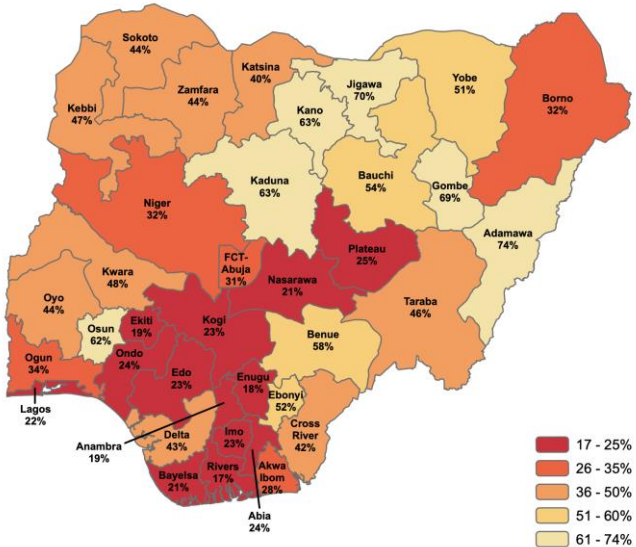 Sokoto
44%
Katsina
40%
Jigawa
70%
Yobe
51%
Borno
32%
Zamfara
44%
Kebbi
47%
Kano
63%
Kaduna
63%
Bauchi
54%
Gombe
69%
Niger
32%
Adamawa
74%
Plateau
25%
FCT-
Abuja
31%
Kwara
48%
Nasarawa
21%
Taraba
46%
Oyo
44%
Osun
62%
Ekiti
19%
Kogi
23%
Benue
58%
Ogun
34%
Ondo
24%
Edo
23%
Enugu
18%
Ebonyi
52%
Lagos
22%
Anambra
19%
Delta
43%
Imo
23%
Cross
River
42%
Bayelsa
21%
Rivers
17%
Akwa
Ibom
28%
Abia
24%
17 - 25%
26 - 35%
36 - 50%
51 - 60%
61 - 74%